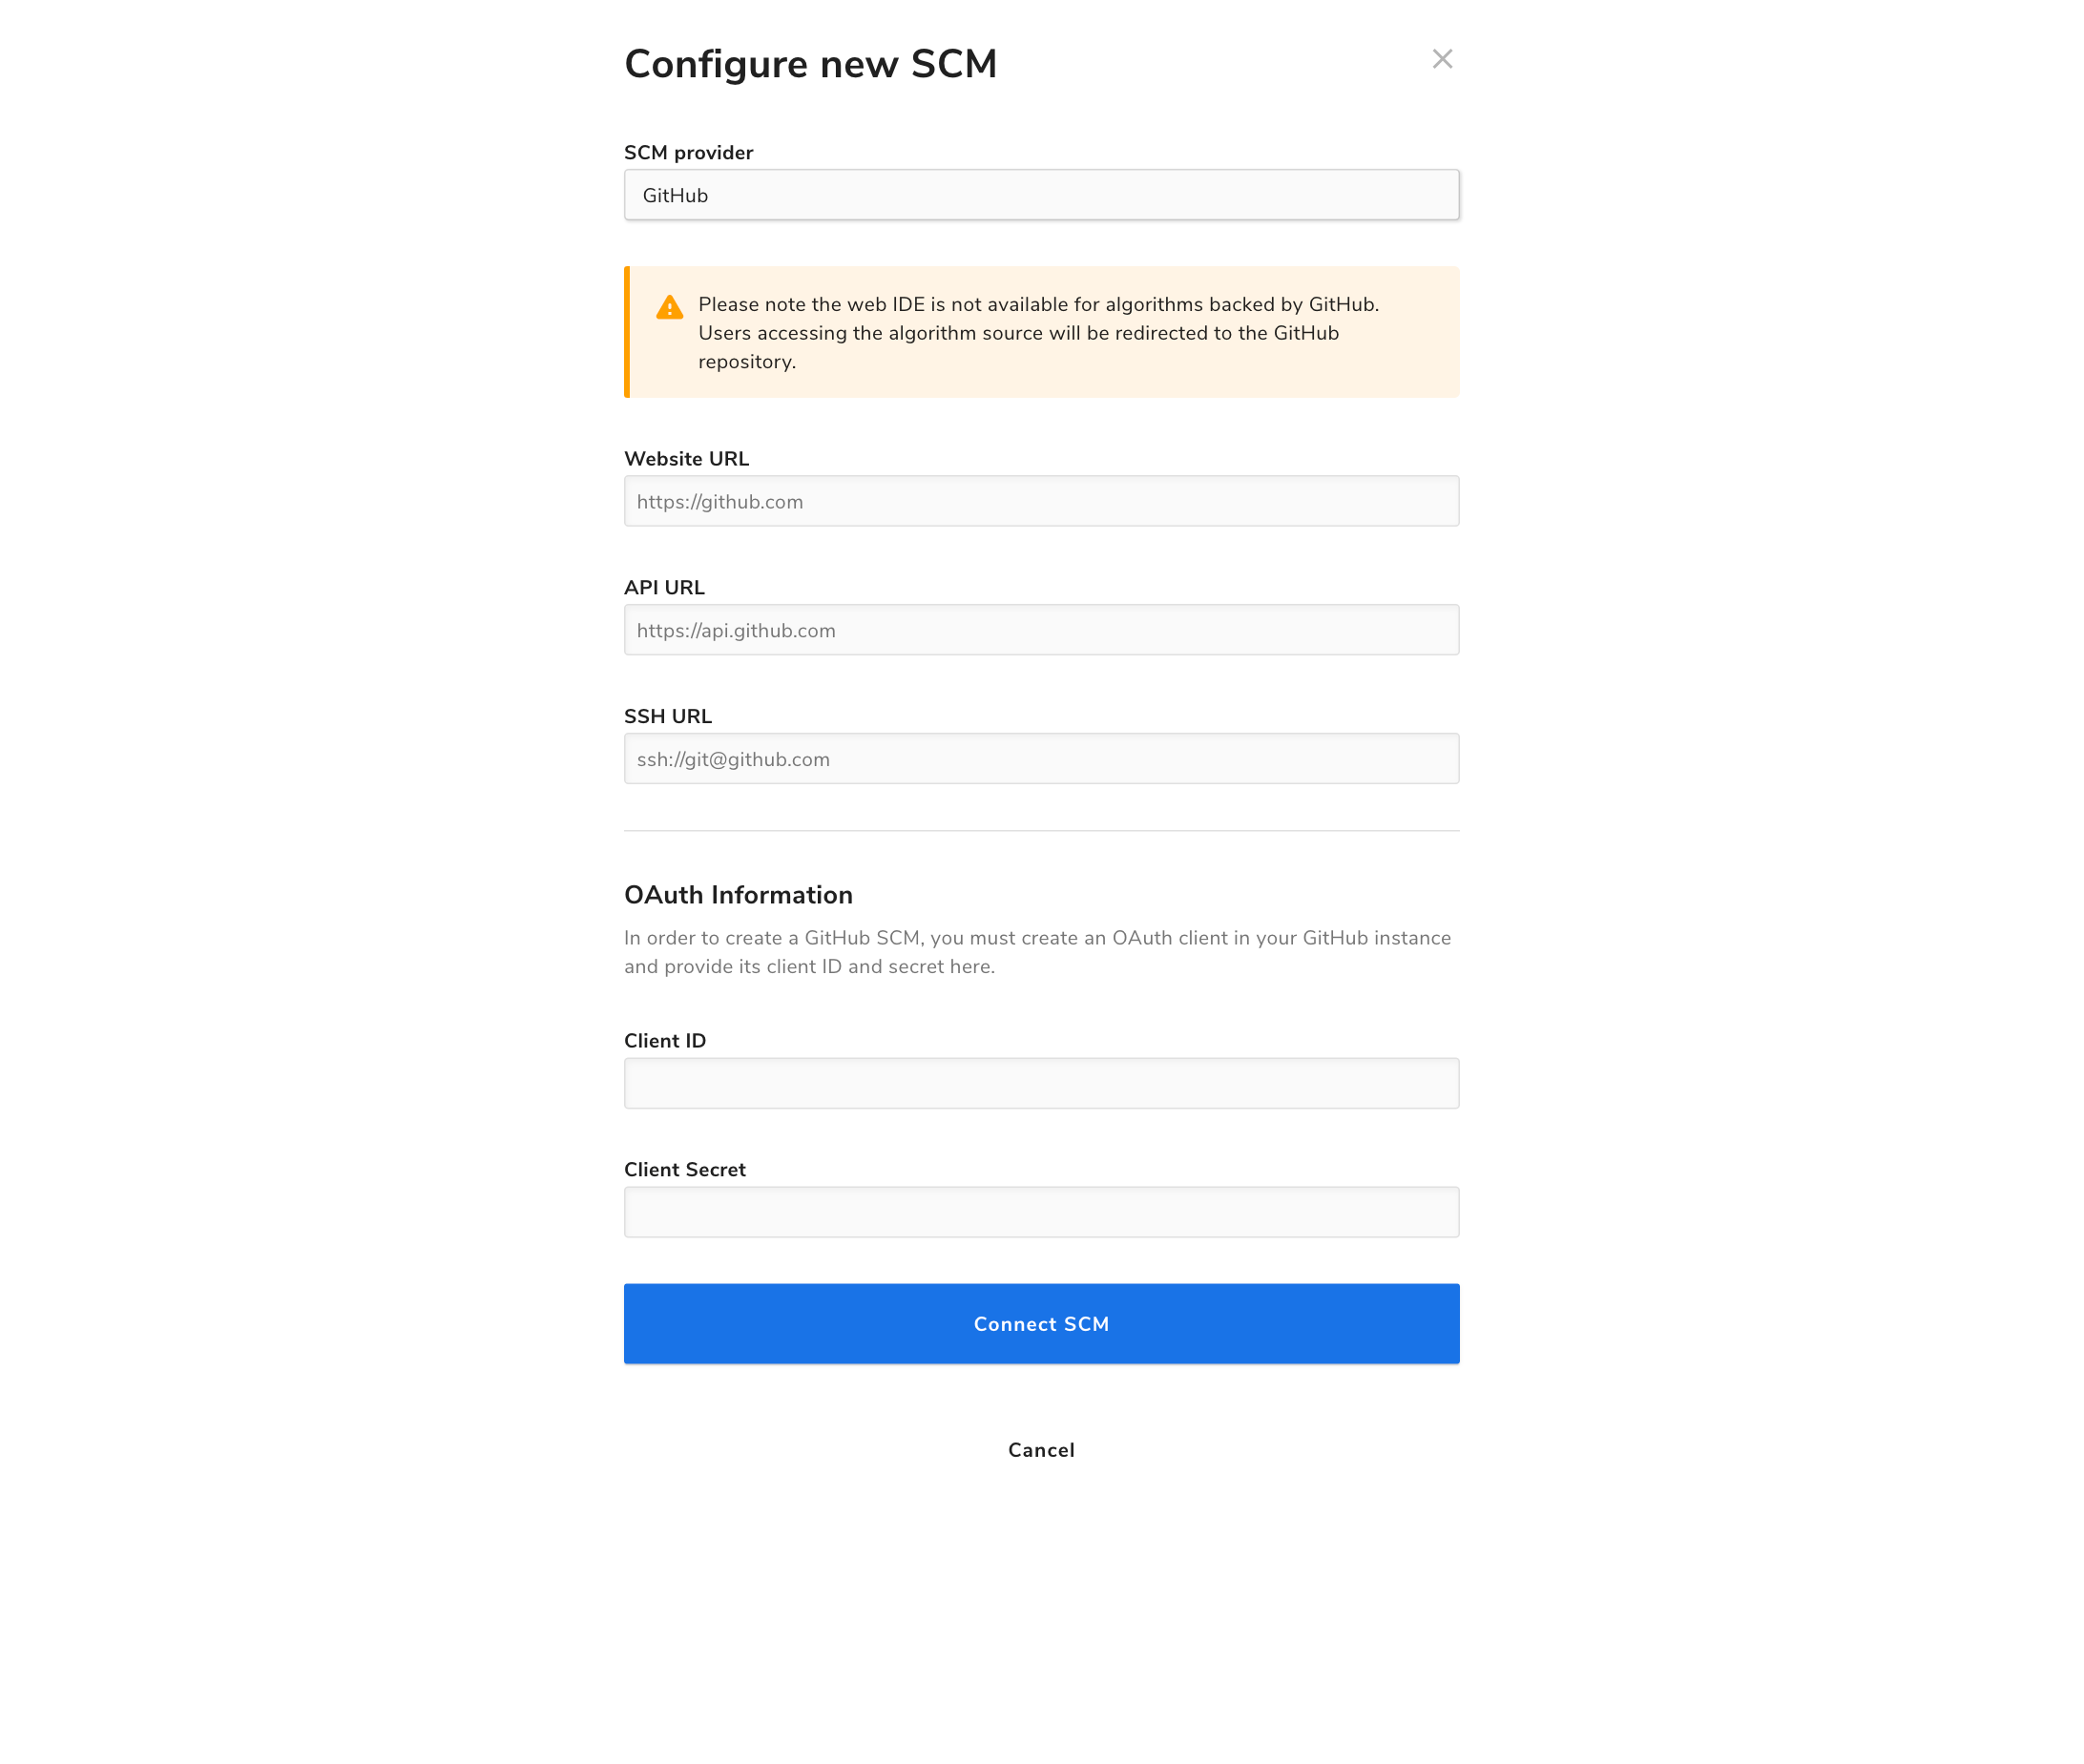 Configure new SCM
SCM provider
GitHub
Please note the web IDE is not available for algorithms backed by GitHub.
Users accessing the algorithm source will be redirected to the GitHub
repository.
Website URL
https://github.com
API URL
https://api.github.com
SSH URL
ssh://git@github.com
OAuth Information
In order to create a GitHub SCM, you must create an OAuth client in your GitHub instance
and provide its client ID and secret here.
Client ID
Client Secret
Connect SCM
Cancel